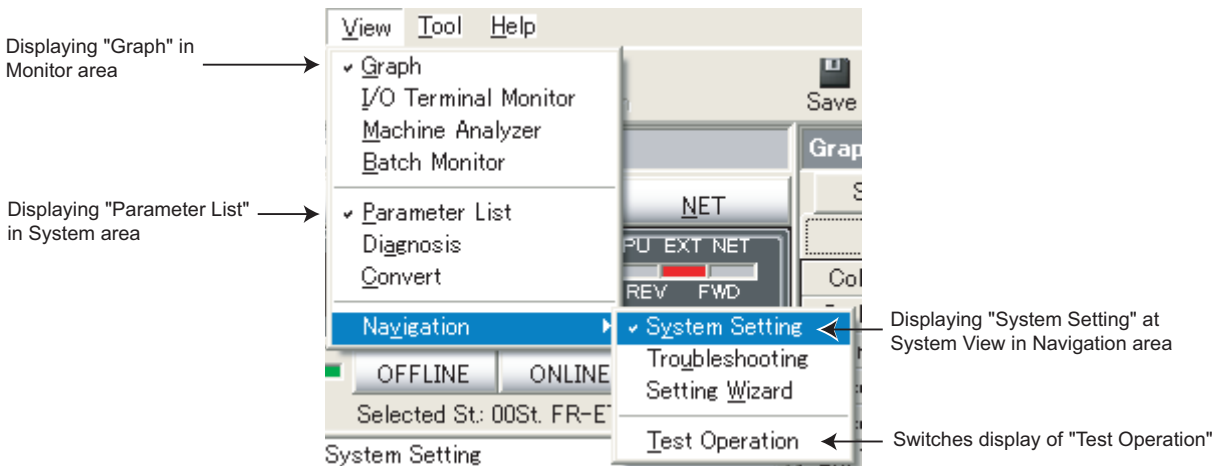 View Tool Help
Displaying "Graph" in
Monitor area
Graph
I/O Terminal Monitor
Machine Analyzer
Batch Monitor
Save
Grap
Displaying "Parameter List"
in System area
Parameter List
Diagnosis
Convert
NET
PU EXT NET
REV FWD
Col
Navigation
System Setting
Troubleshooting
Setting Wizard
Test Operation
Displaying "System Setting" at
System View in Navigation area
Switches display of "Test Operation"
OFFLINE ONLINE
Selected St.: 00St. FR-E
System Setting